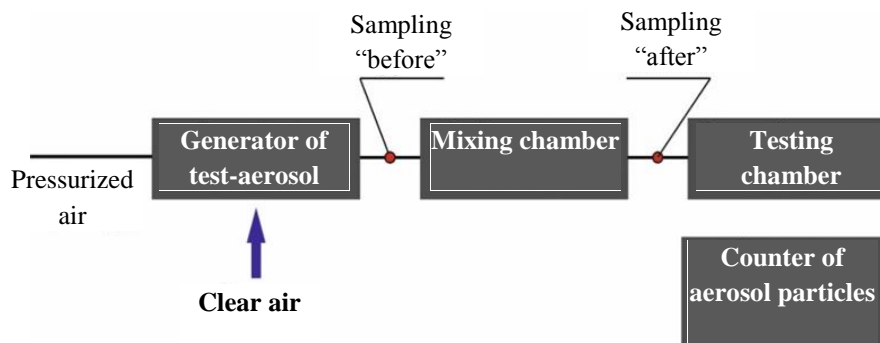 Sampling
“before”
Sampling
“after”
Generator of
test-aerosol
Mixing chamber
Testing
chamber
Pressurized
air
Clear air
Counter of
aerosol particles